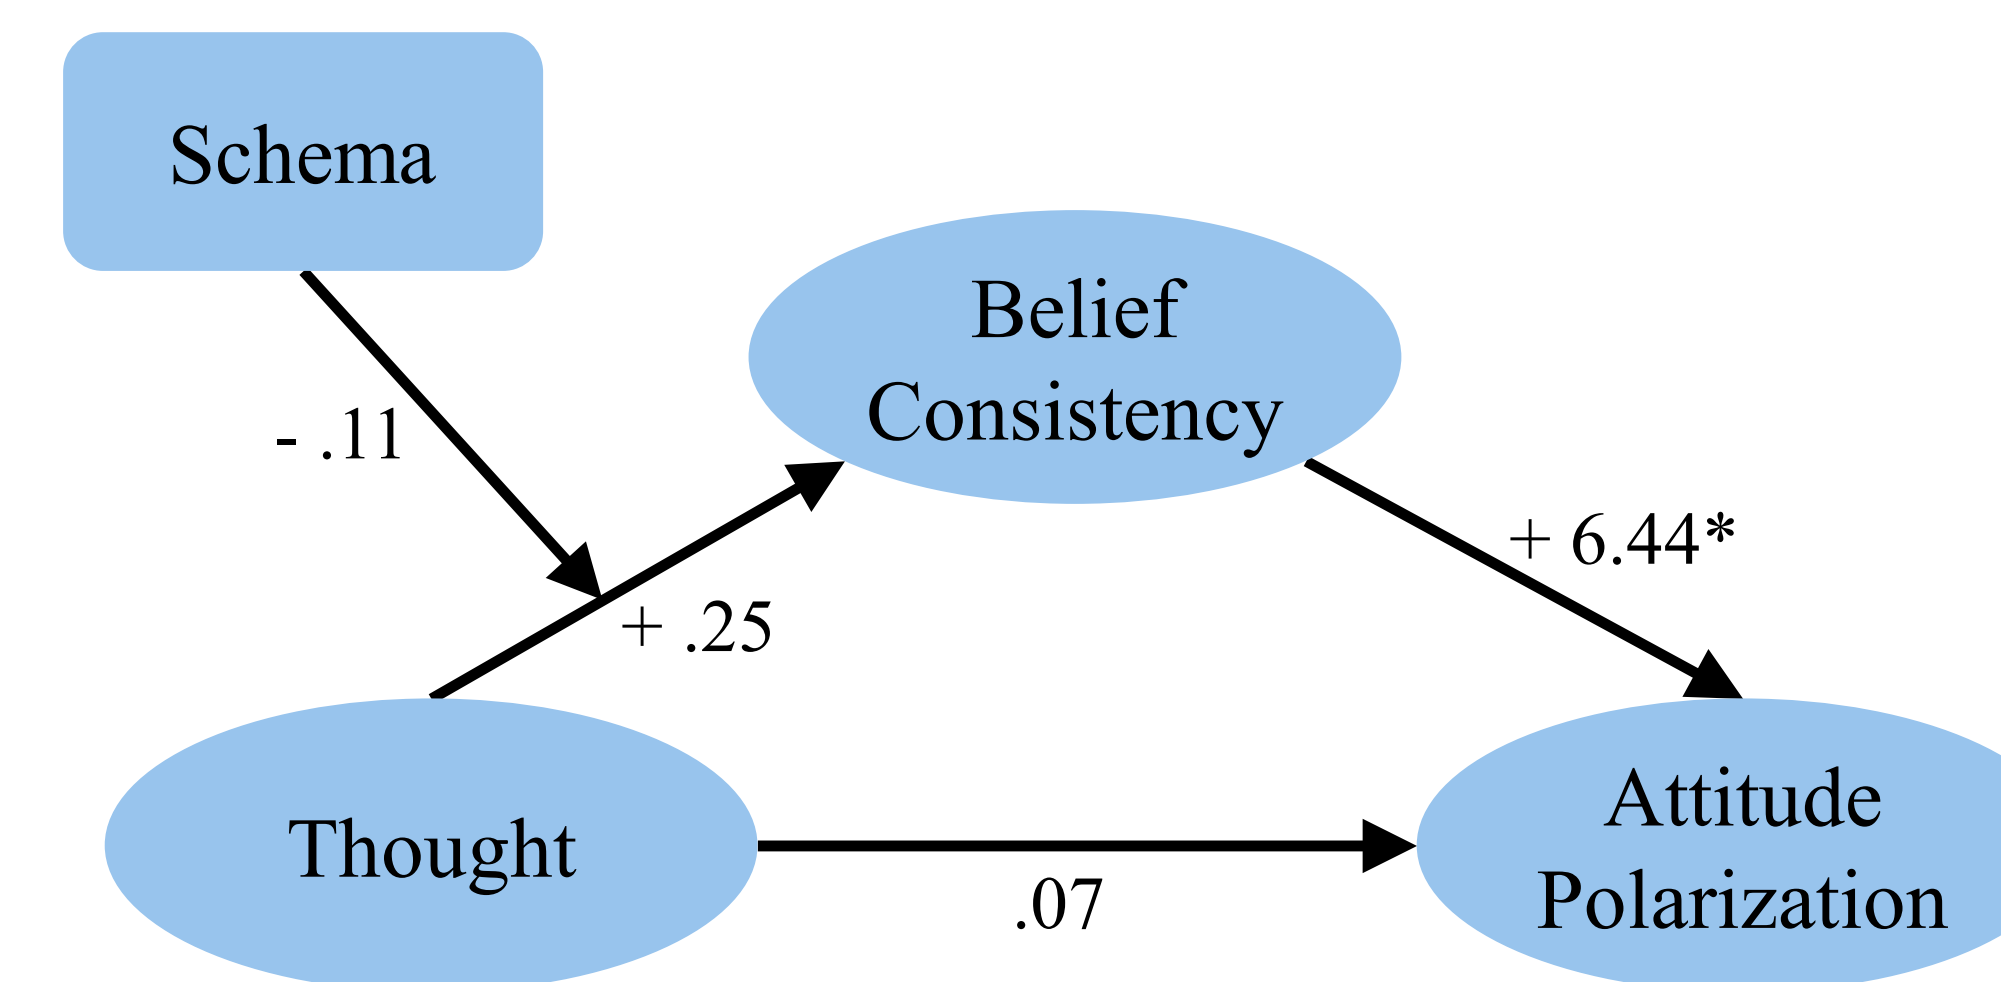 Schema
Belief
Consistency
- .11
+ 6.44*
+ .25
Thought
Attitude
Polarization
.07